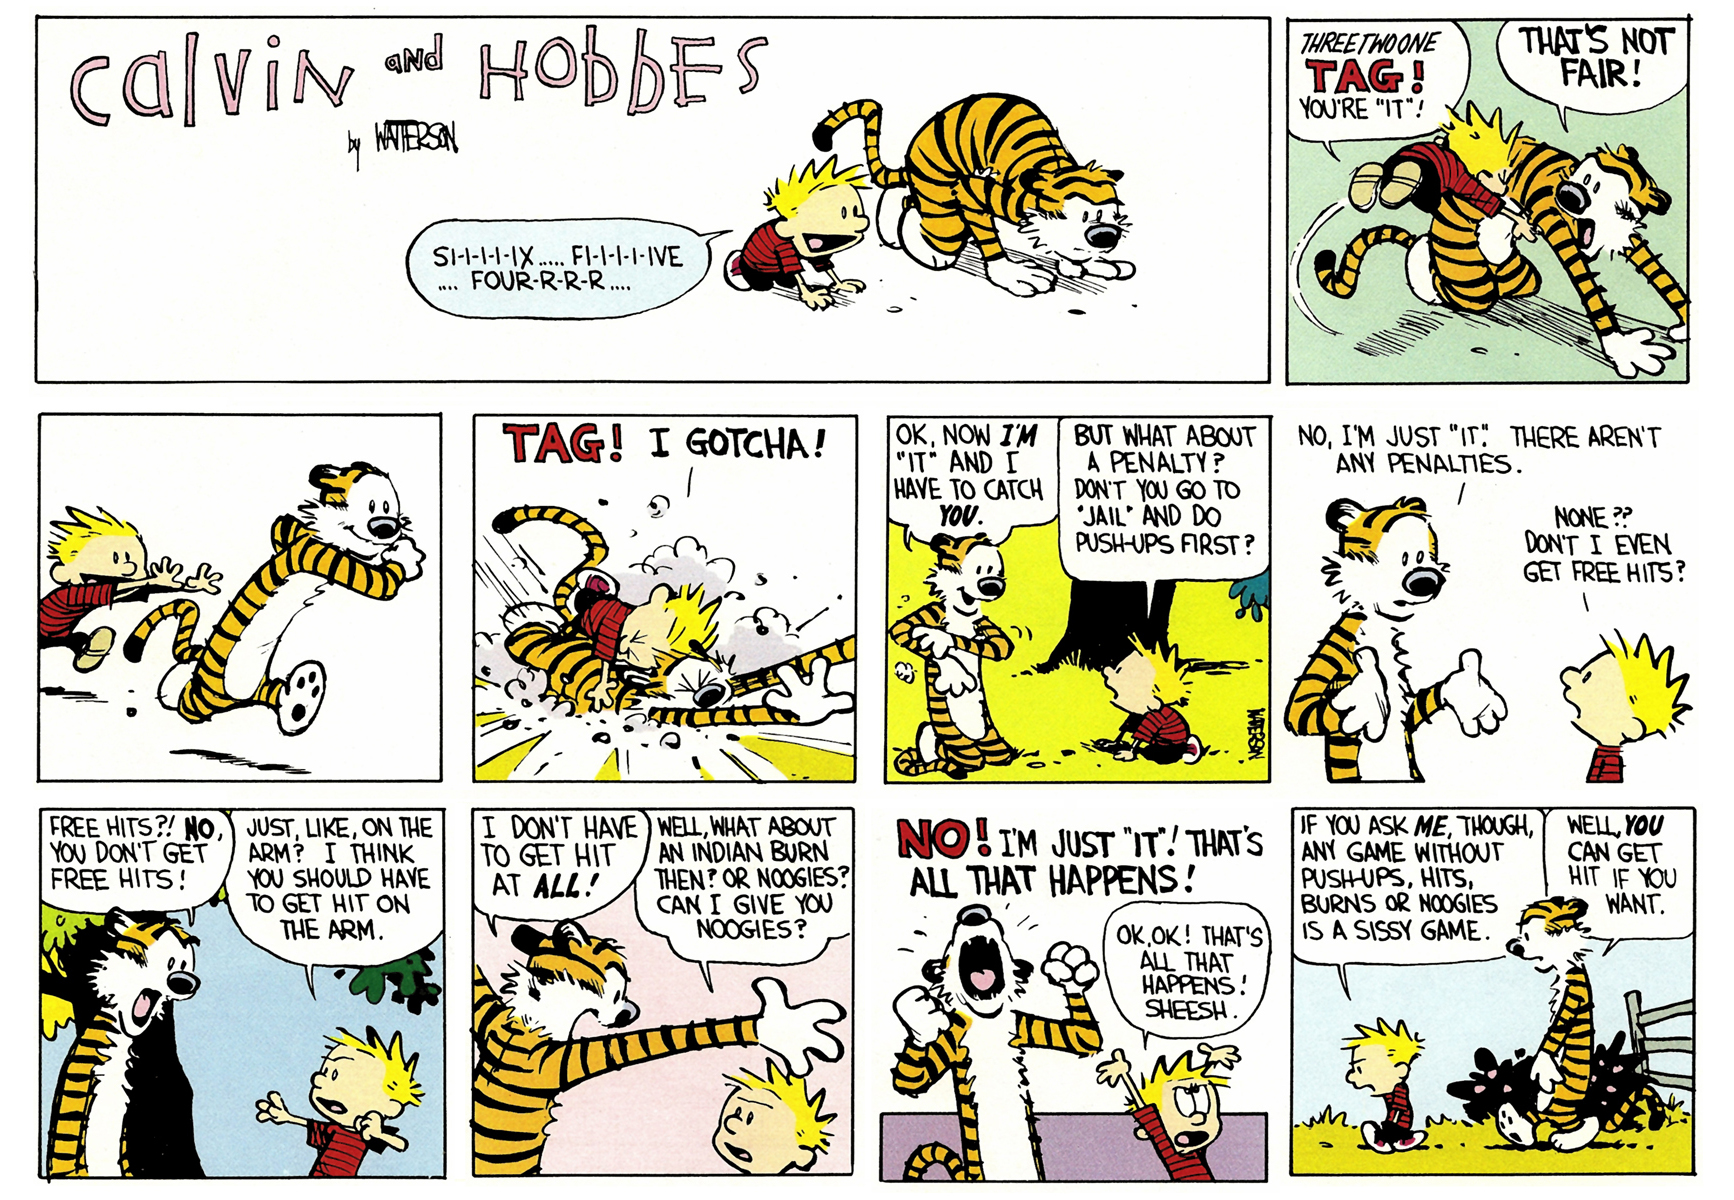 CALVIN and HOBBES
by WATTERSON
SI-I-I-I-IX..... FI-I-I-I-IVE
.... FOUR-R-R-R....
THREETWOONE
TAG!
YOU'RE "IT"!
THAT'S NOT
FAIR!
TAG! I GOTCHA!
OK, NOW I'M
"IT" AND I
HAVE TO CATCH
YOU.
BUT WHAT ABOUT
A PENALTY?
DON'T YOU GO TO
"JAIL" AND DO
PUSH-UPS FIRST?
WATTERSON
NO, I'M JUST "IT". THERE AREN'T
ANY PENALTIES.
NONE??
DON'T I EVEN
GET FREE HITS?
FREE HITS?! NO,
YOU DON'T GET
FREE HITS!
JUST, LIKE, ON THE
ARM? I THINK
YOU SHOULD HAVE
TO GET HIT ON
THE ARM.
I DON'T HAVE
TO GET HIT
AT ALL!
WELL, WHAT ABOUT
AN INDIAN BURN
THEN? OR NOOGIES?
CAN I GIVE YOU
NOOGIES?
NO! I'M JUST "IT"! THAT'S
ALL THAT HAPPENS!
OK, OK! THAT'S
ALL THAT
HAPPENS!
SHEESH.
IF YOU ASK ME, THOUGH,
ANY GAME WITHOUT
PUSH-UPS, HITS,
BURNS OR NOOGIES
IS A SISSY GAME.
WELL, YOU
CAN GET
HIT IF YOU
WANT.